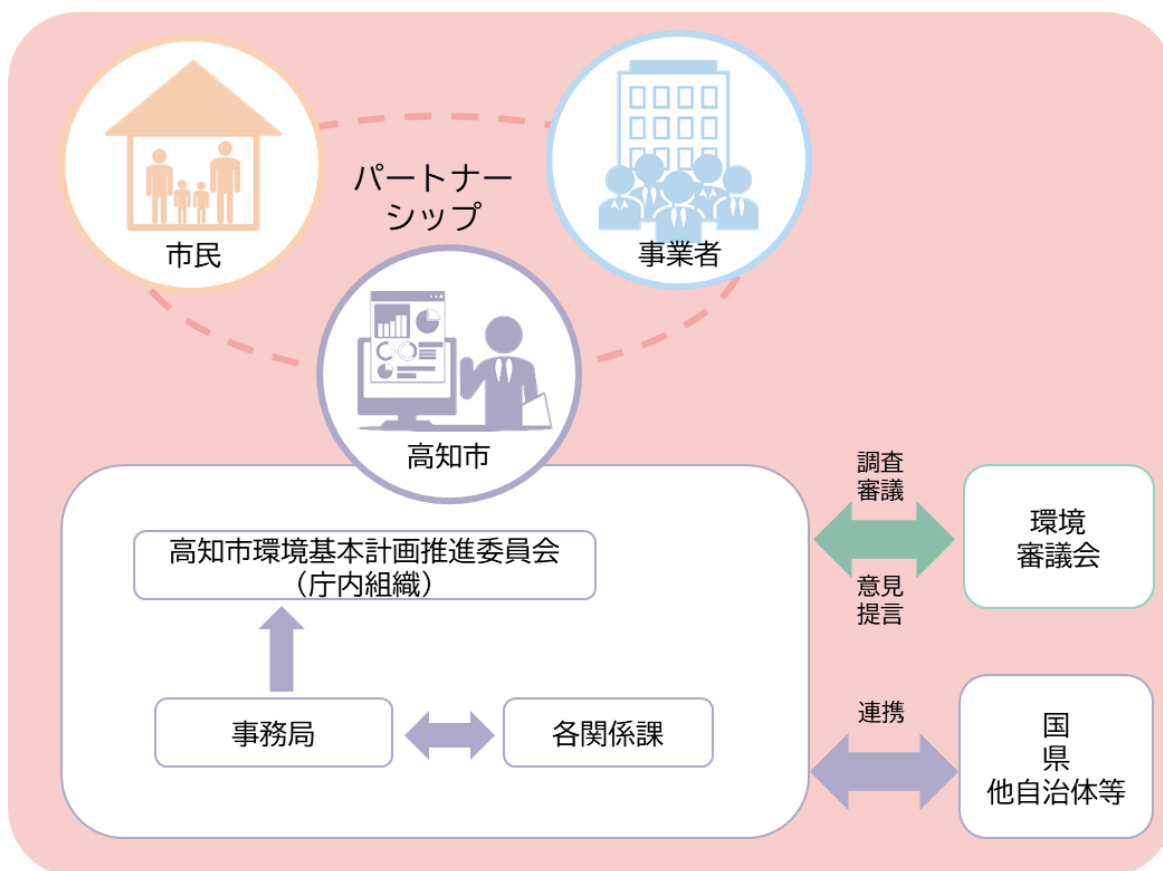 パートナー
シップ
市民
事業者
高知市
高知市環境基本計画推進委員会
（庁内組織）
事務局
各関係課
調査
審議
意見
提言
環境
審議会
連携
国
県
他自治体等